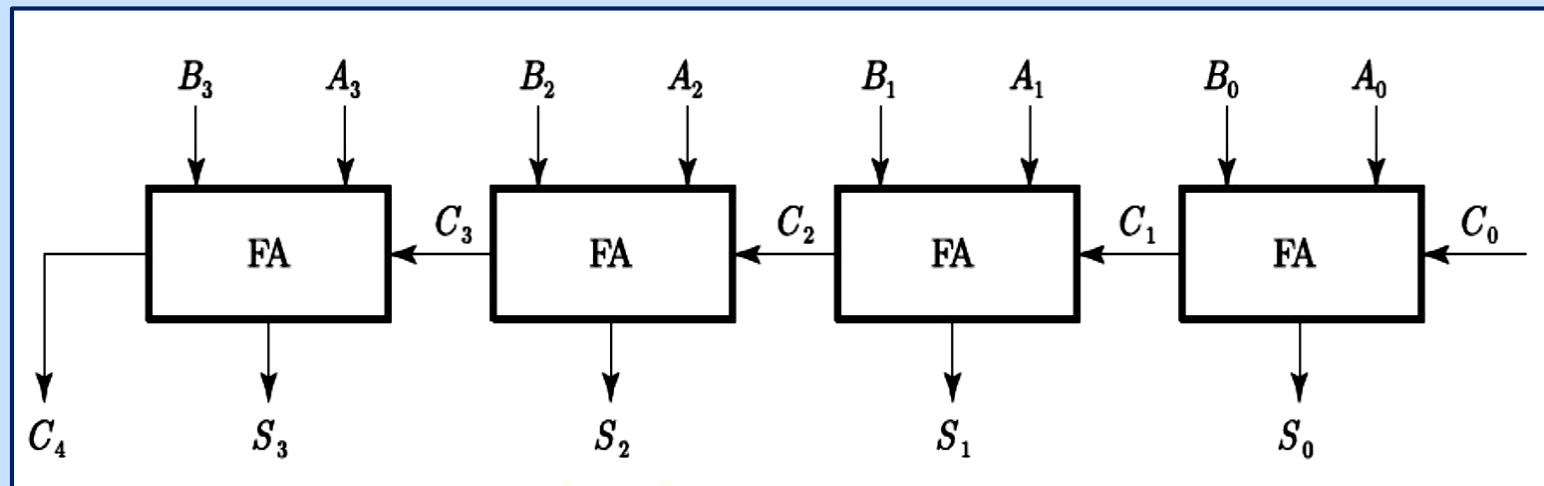 B₃ A₃ B₂ A₂ B₁ A₁ B₀ A₀
C₃ C₂ C₁ C₀
FA FA FA FA
C₄ S₃ S₂ S₁ S₀